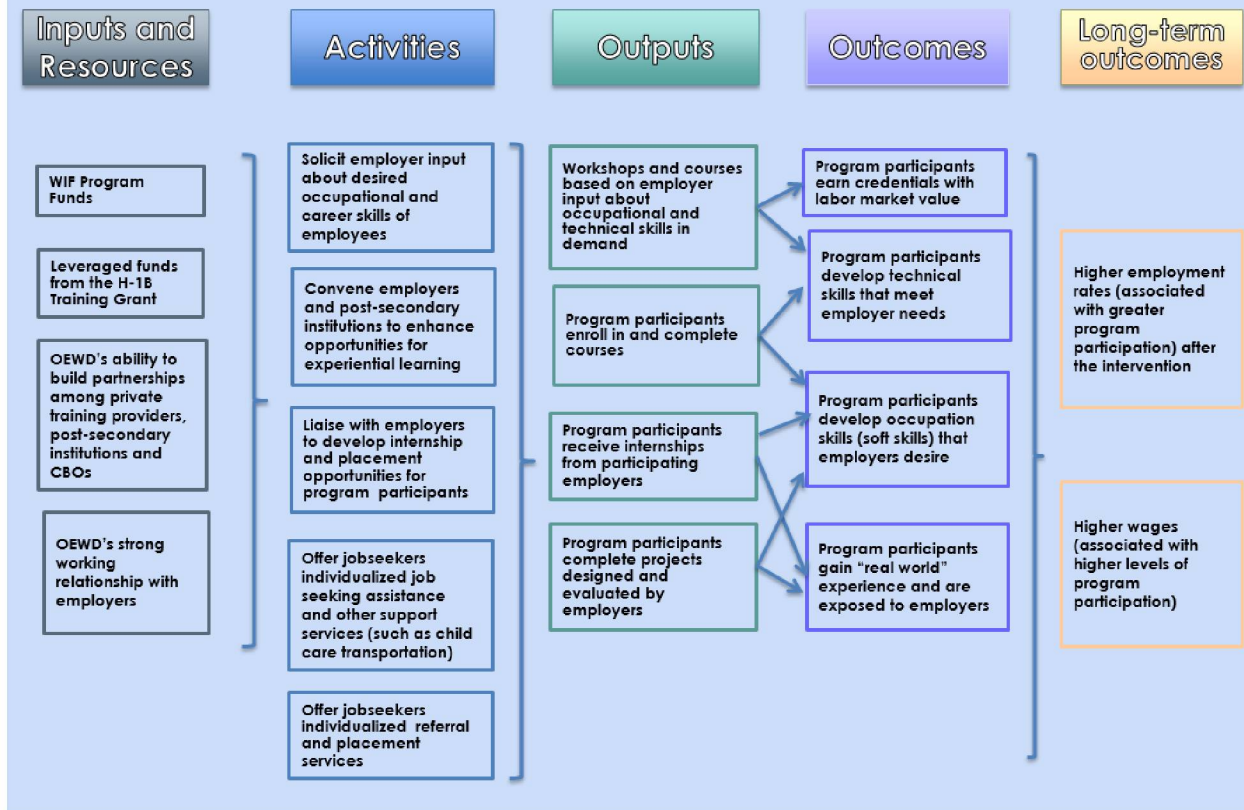 Inputs and
Resources
Activities
Outputs
Outcomes
Long-term
outcomes
WIF Program
Funds
Leveraged funds
from the H-1B
Training Grant
OEWD's ability to
build partnerships
among private
training providers,
post-secondary
institutions and
CBOs
OEWD's strong
working
relationship with
employers
Solicit employer input
about desired
occupational and
career skills of
employees
Convene employers
and post-secondary
institutions to enhance
opportunities for
experiential learning
Liaise with employers
to develop internship
and placement
opportunities for
program participants
Offer jobseekers
individualized job
seeking assistance
and other support
services (such as child
care transportation)
Offer jobseekers
individualized referral
and placement
services
Workshops and courses
based on employer
input about
occupational and
technical skills in
demand
Program participants
enroll in and complete
courses
Program participants
receive internships
from participating
employers
Program participants
complete projects
designed and
evaluated by
employers
Program participants
earn credentials with
labor market value
Program participants
develop technical
skills that meet
employer needs
Program participants
develop occupation
skills (soft skills) that
employers desire
Program participants
gain “real world”
experience and are
exposed to employers
Higher employment
rates (associated
with greater
program
participation) after
the intervention
Higher wages
(associated with
higher levels of
program
participation)